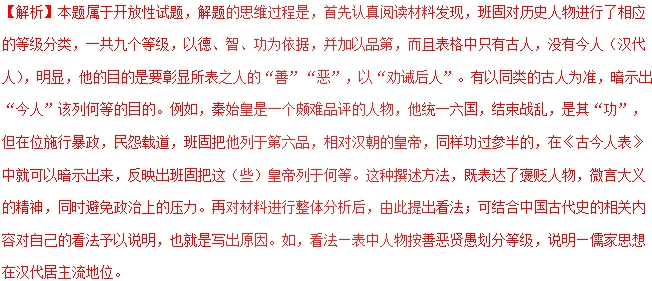 【解析】本题属于开放性试题，解题的思维过程是，首先认真阅读材料发现，班固对历史人物进行了相应
的等级分类，一共九个等级，以德、智、功为依据，并加以品第，而且表格中只有古人，没有今人（汉代
人），明显，他的目的是要彰显所表之人的“善”“恶”，以“劝诫后人”。有以同类的古人为准，暗示出
“今人”该列何等的目的。例如，秦始皇是一个颇难品评的人物，他统一六国，结束战乱，是其“功”，
但在位施行暴政，民怨载道，班固把他列于第六品，相对汉朝的皇帝，同样功过参半的，在《古今人表》
中就可以暗示出来，反映出班固把这（些）皇帝列于何等。这种撰述方法，既表达了褒贬人物，微言大义
的精神，同时避免政治上的压力。再对材料进行整体分析后，由此提出看法；可结合中国古代史的相关内
容对自己的看法予以说明，也就是写出原因。如，看法一表中人物按善恶贤愚划分等级，说明一儒家思想
在汉代居主流地位。